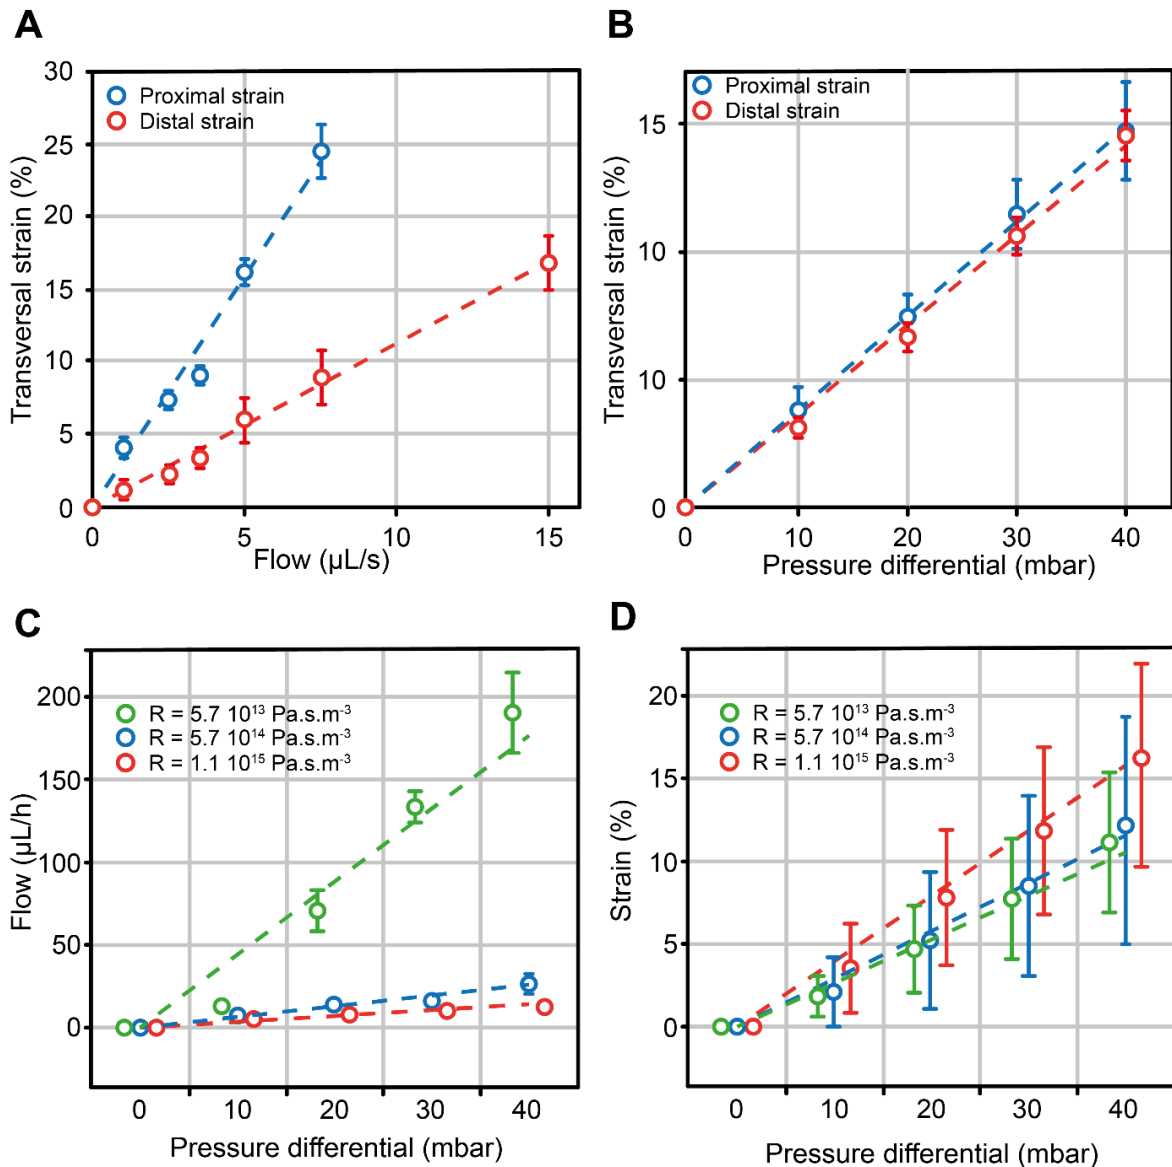 A
30
25
20
15
10
5
0
Transversal strain (%)
Proximal strain
Distal strain
0 5 10 15
Flow (µL/s)
B
15
10
10
0
Transversal strain (%)
Proximal strain
Distal strain
0 10 20 30 40
Pressure differential (mbar)
C
200
150
100
50
0
Flow (µL/h)
R = 5.7 10¹³ Pa.s.m⁻³
R = 5.7 10¹⁴ Pa.s.m⁻³
R = 1.1 10¹⁵ Pa.s.m⁻³
0 10 20 30 40
Pressure differential (mbar)
D
20
15
10
5
0
Strain (%)
R = 5.7 10¹³ Pa.s.m⁻³
R = 5.7 10¹⁴ Pa.s.m⁻³
R = 1.1 10¹⁵ Pa.s.m⁻³
0 10 20 30 40
Pressure differential (mbar)